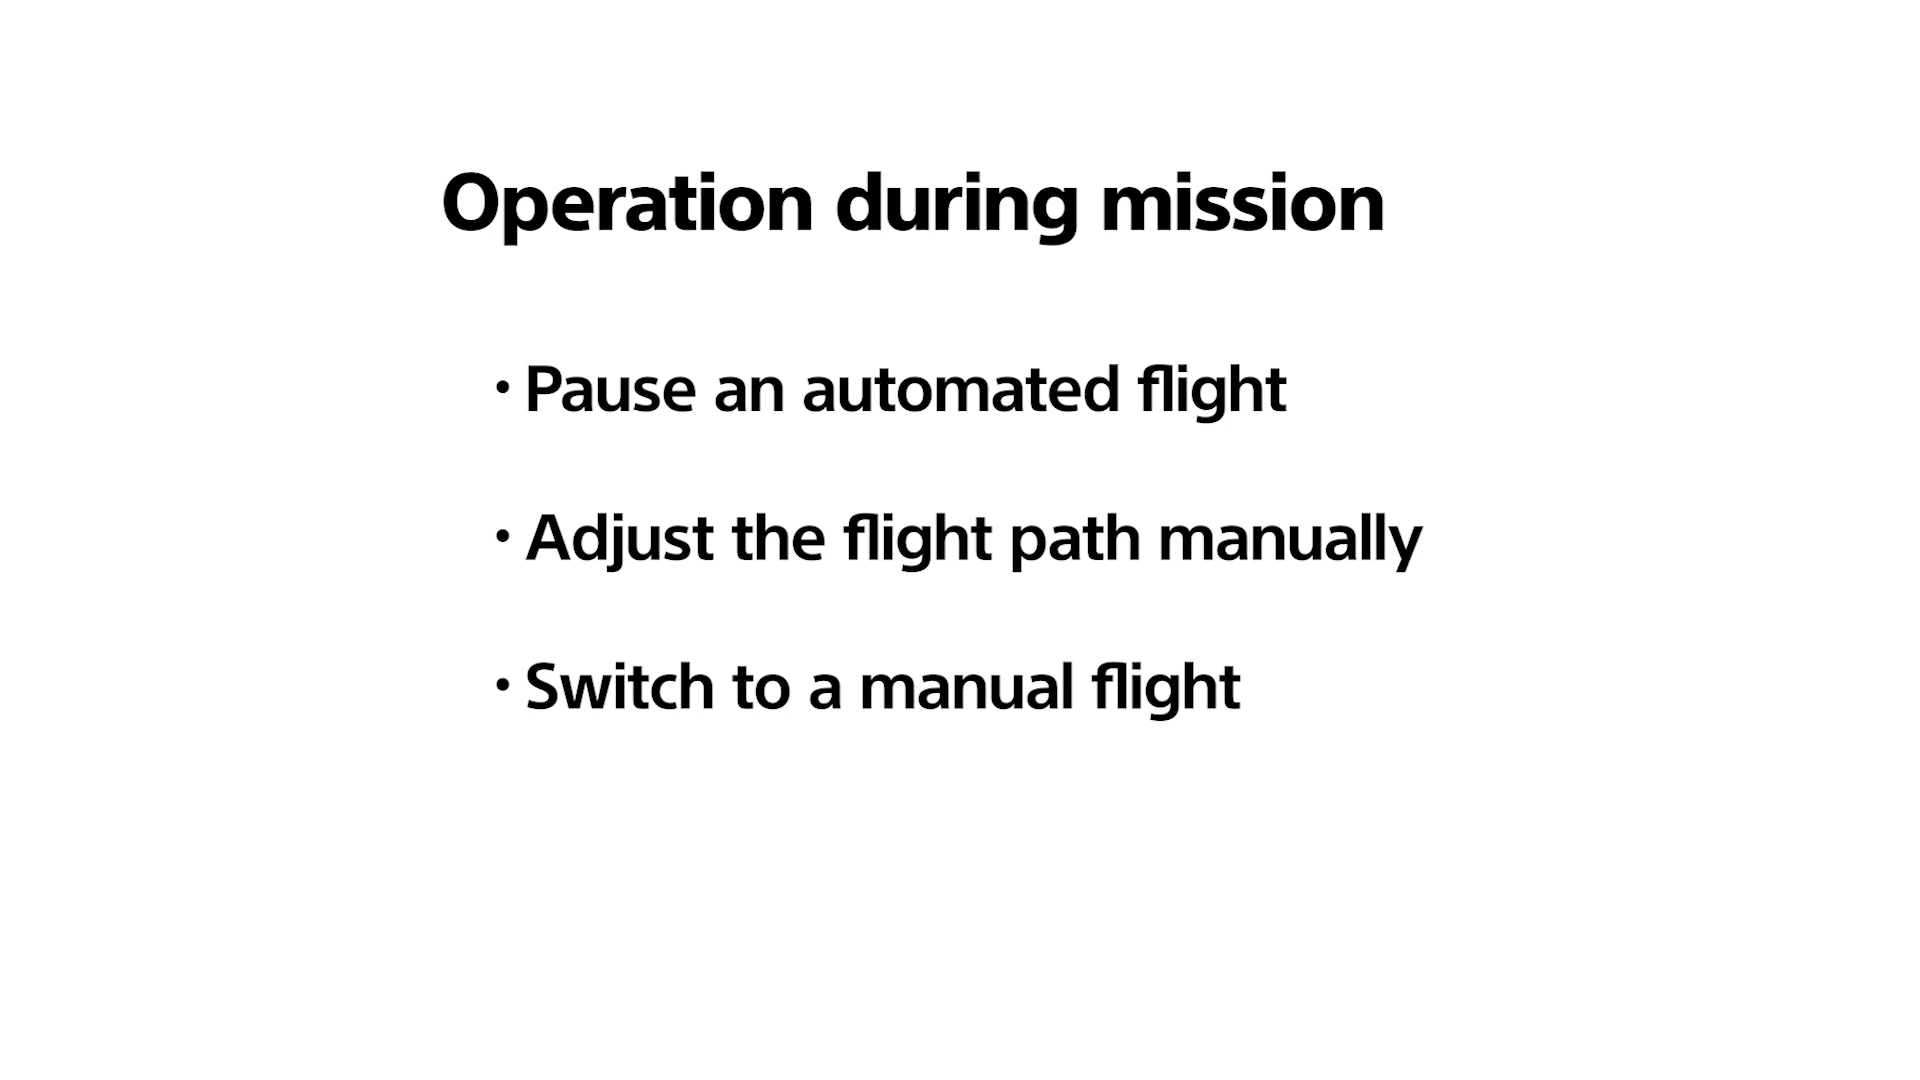 Operation during mission
・Pause an automated flight
・Adjust the flight path manually
・Switch to a manual flight